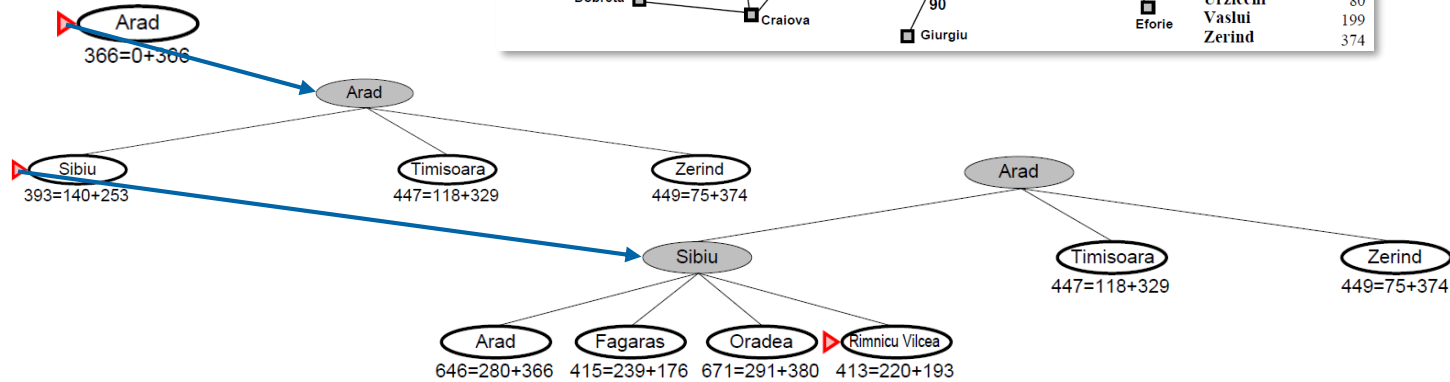 Craiova
90
Giurgiu
Eforie
80
Vaslui 199
Zerind 374
Arad
366=0+366
Arad
Sibiu
393=140+253
Timisoara
447=118+329
Zerind
449=75+374
Arad
Sibiu
Timisoara
447=118+329
Zerind
449=75+374
Arad
646=280+366
Fagaras
415=239+176
Oradea
671=291+380
Rimnicu Vilcea
413=220+193